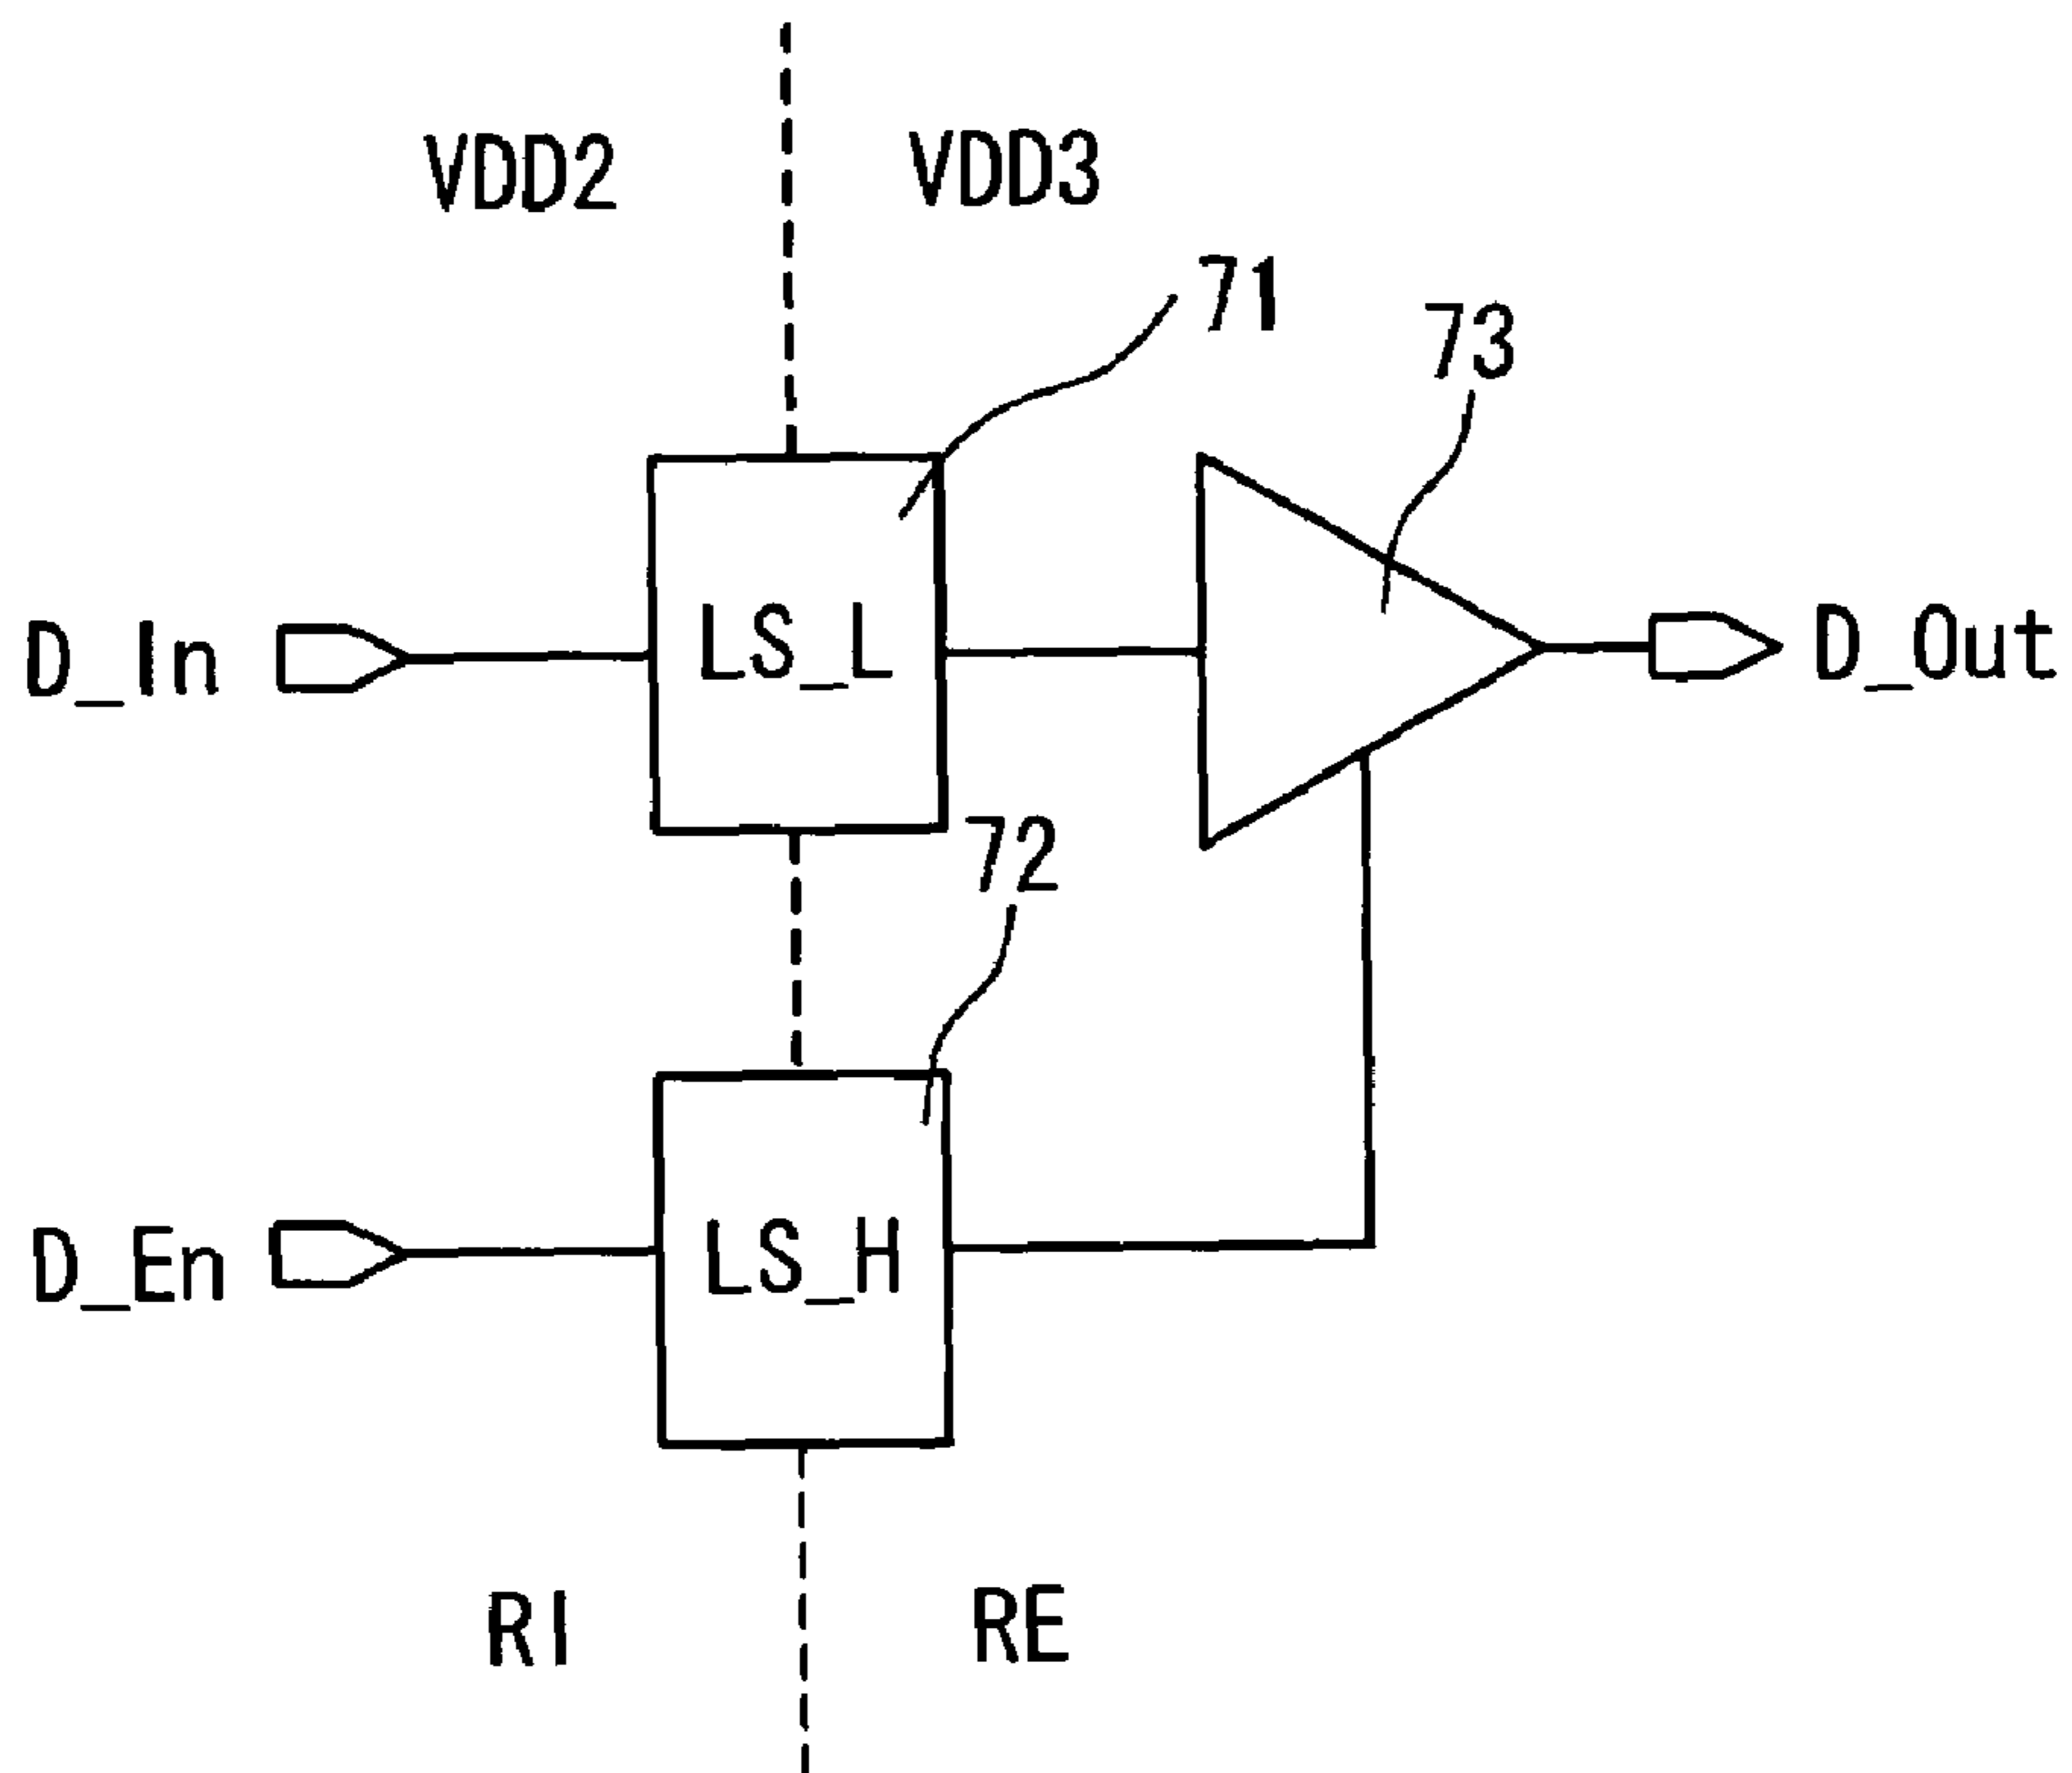 VDD2
VDD3
71
73
D_In
LS_L
D_Out
72
D_En
LS_H
RI
RE